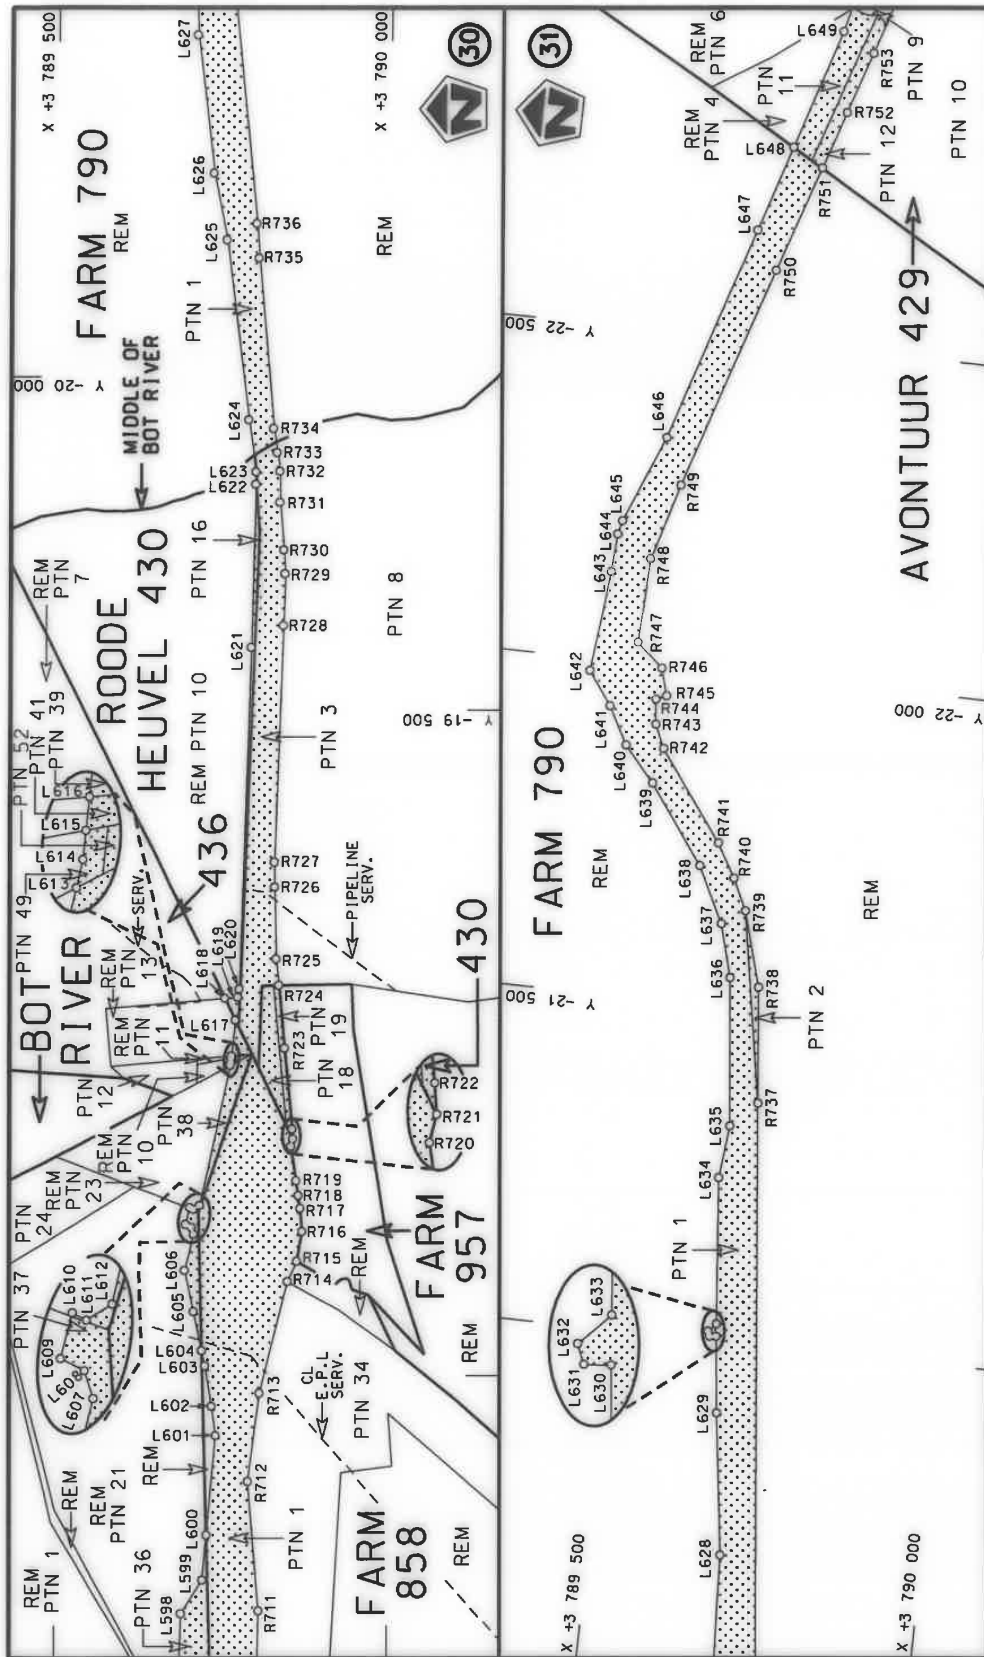 X +3 789 500
L627
X +3 790 000
30
N
FARM 790
REM
L626
L625
R736
R735
REM
PTN 1
Y -20 000
MIDDLE OF
BOT RIVER
L624
R734
R733
R732
L623
L622
R731
R730
R729
R728
PTN 8
PTN 16
REM
PTN
7
ROODE
HEUVEL 430
L621
REM PTN 10
PTN 3
Y -19 500
PTN 39
PTN 41
PTN 52
PTN 49
L616
L615
L614
L613
436
SERV.
R727
R726
PIPELINE
SERV.
430
BOT
RIVER
REM
PTN
13
L620
L619
L618
L617
R725
R724
R723
PTN
19
PTN
18
REM
PTN
11
PTN
12
REM
PTN
10
PTN
38
R722
R721
R720
REM
PTN
23
PTN
24
R719
R718
R717
R716
R715
R714
FARM
957
REM
REM
PTN 37
L612
L611
L610
L609
L608
L607
L606
L605
L604
L603
L602
L601
R713
E. CL
E.P.L
SERV.
PTN 34
REM
R712
PTN 1
REM
REM
PTN 21
REM
PTN 1
L600
L599
L598
PTN 36
R711
FARM
858
REM
31
N
REM
PTN 6
L649
R753
PTN 9
PTN
11
REM
PTN 4
R752
PTN 12
PTN 10
L648
R751
L647
R750
AVONTUUR 429
Y -22 500
L646
R749
L645
L644
L643
R748
R747
L642
R746
R745
R744
R743
R742
L641
L640
L639
Y -22 000
FARM 790
REM
R741
R740
R739
L638
L637
L636
R738
REM
Y -21 500
PTN 2
R737
L635
L634
PTN 1
L633
L632
L631
L630
L629
L628
X +3 789 500
X +3 790 000